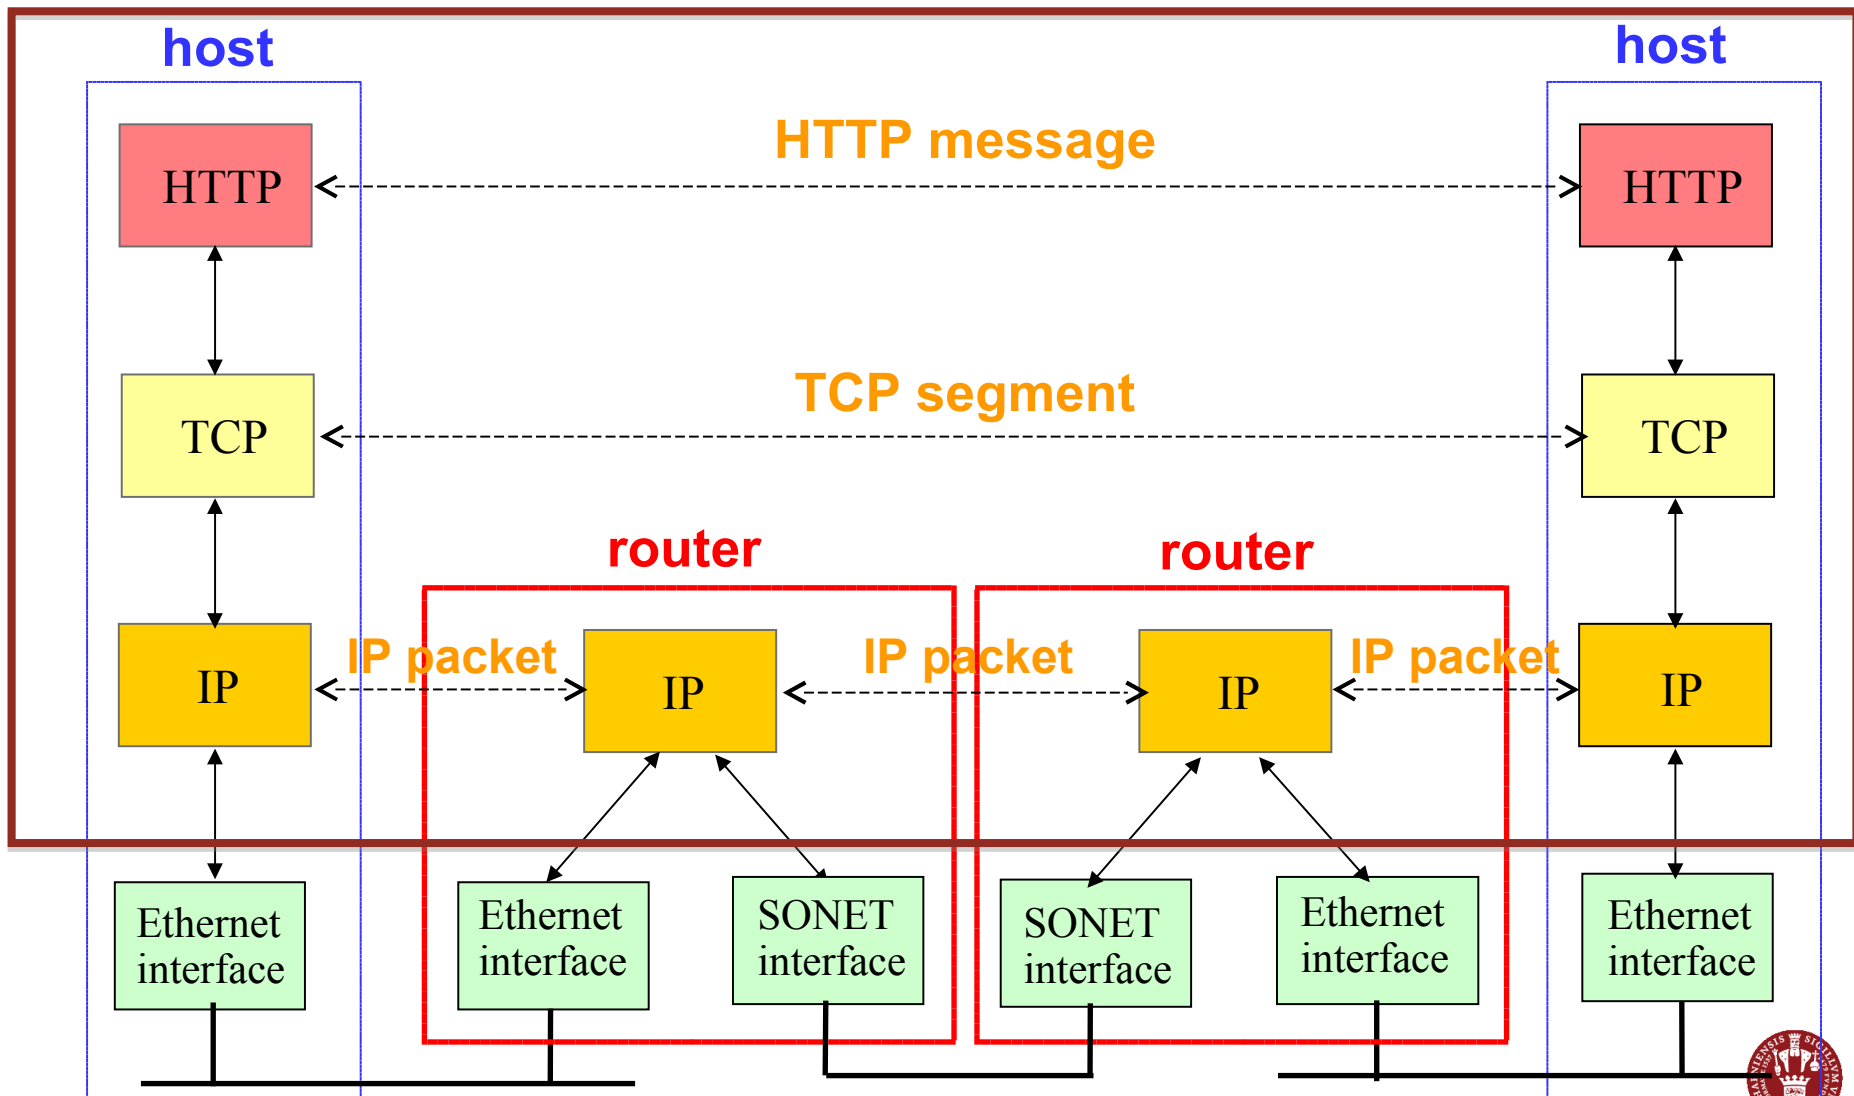 host
host
HTTP message
HTTP
HTTP
TCP segment
TCP
TCP
router
router
IP packet
IP packet
IP packet
IP
IP
IP
IP
Ethernet
interface
Ethernet
interface
SONET
interface
SONET
interface
Ethernet
interface
Ethernet
interface